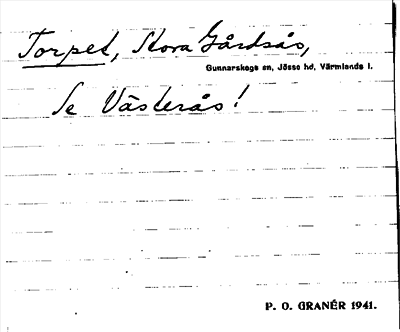 Torpet, Stora Gårdsås,
Gunnarskogs sn, Jösse hd, Värmlands l.
Se Västerås!
P. O. GRANÉR 1941.